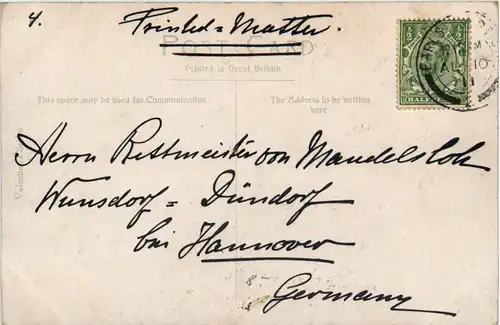 4.
Printed = Matter.
POST CARD
Printed in Great Britain
This space may be used for Communication
The Address to be written
here
Herrn Rittmeister von Mandelsloh
Wunsdorf = Dündorf
bei Hannover
Germany